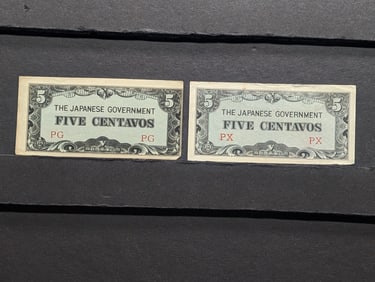 5 5
THE JAPANESE GOVERNMENT
FIVE CENTAVOS
PG PG
5 5
THE JAPANESE GOVERNMENT
FIVE CENTAVOS
PX PX